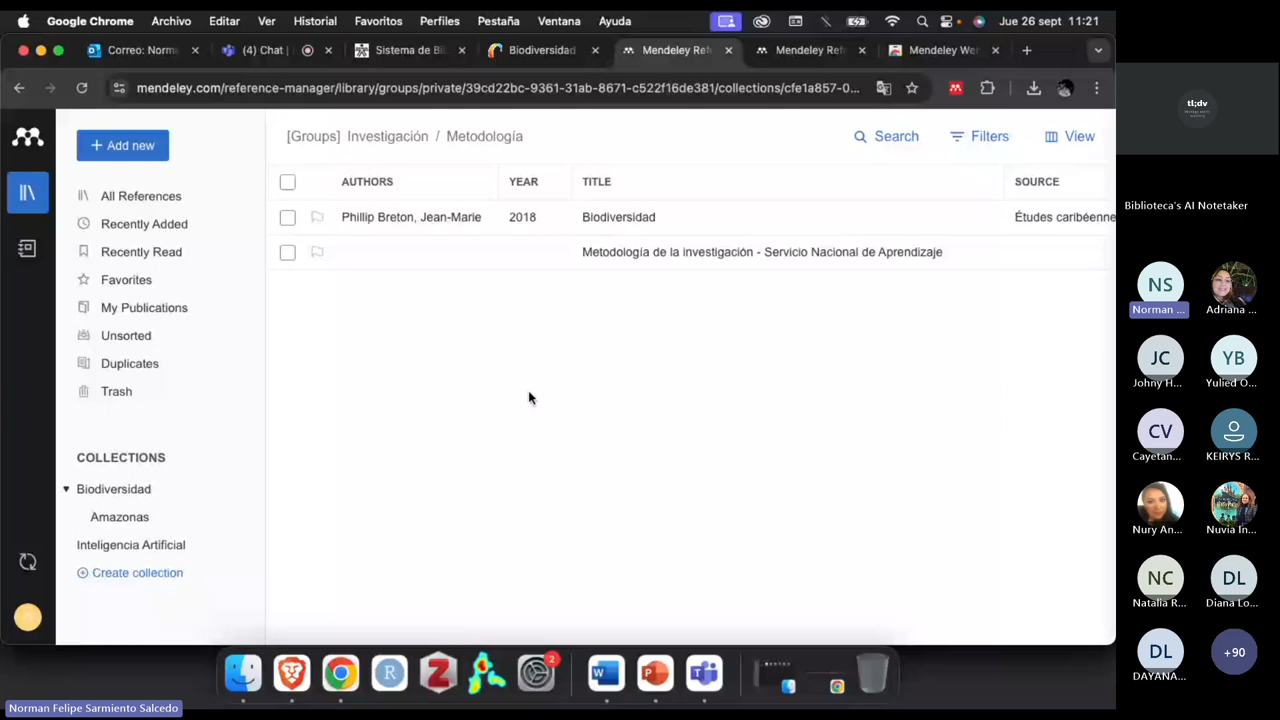 Google Chrome Archivo Editar Ver Historial Favoritos Perfiles Pestaña Ventana Ayuda Jue 26 sept 11:21
Correo: Norm (4) Chat | Sistema de Bi Biodiversidad Mendeley Ref Mendeley Ref Mendeley We
mendeley.com/reference-manager/library/groups/private/39cd22bc-9361-31ab-8671-c522f16de381/collections/cfe1a857-0...
+ Add new
All References
Recently Added
Recently Read
Favorites
My Publications
Unsorted
Duplicates
Trash
COLLECTIONS
Biodiversidad
Amazonas
Inteligencia Artificial
Create collection
[Groups] Investigación / Metodología
Search Filters View
AUTHORS YEAR TITLE SOURCE
Phillip Breton, Jean-Marie 2018 Biodiversidad Études caribéenne
Metodología de la investigación - Servicio Nacional de Aprendizaje
2
tl;dv
Biblioteca's AI Notetaker
NS
Norman ... Adriana ...
JC YB
Johny H... Yulied O...
CV
Cayetan... KEIRYS R...
Nury An... Nuvia In...
NC DL
Natalia R... Diana Lo...
DL +90
DAYANA...
Norman Felipe Sarmiento Salcedo